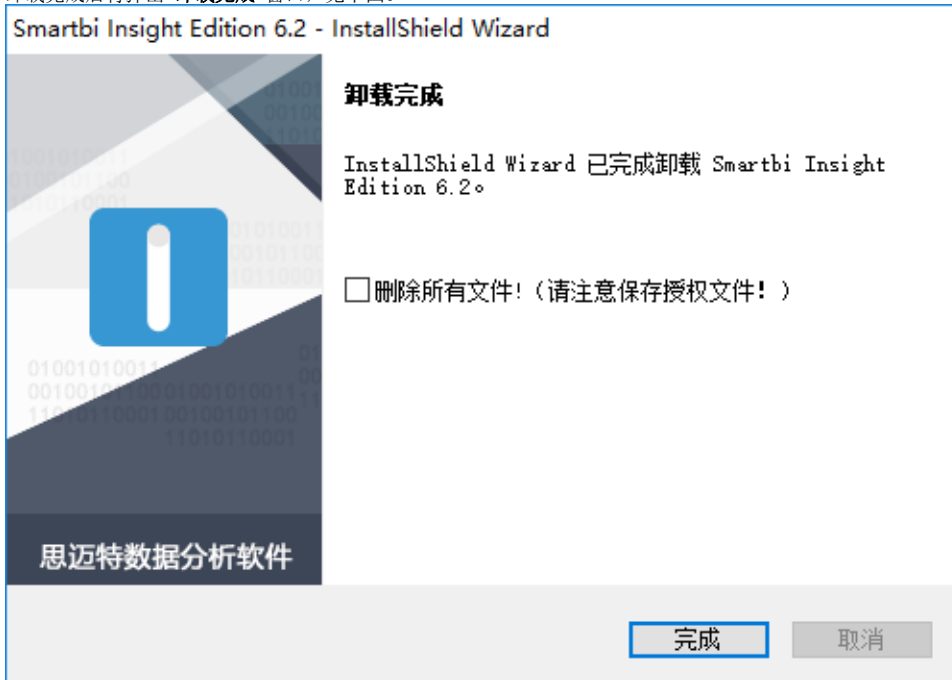 Smartbi Insight Edition 6.2 - InstallShield Wizard
卸载完成
InstallShield Wizard 已完成卸载 Smartbi Insight
Edition 6.2。
删除所有文件!（请注意保存授权文件！）
思迈特数据分析软件
完成
取消